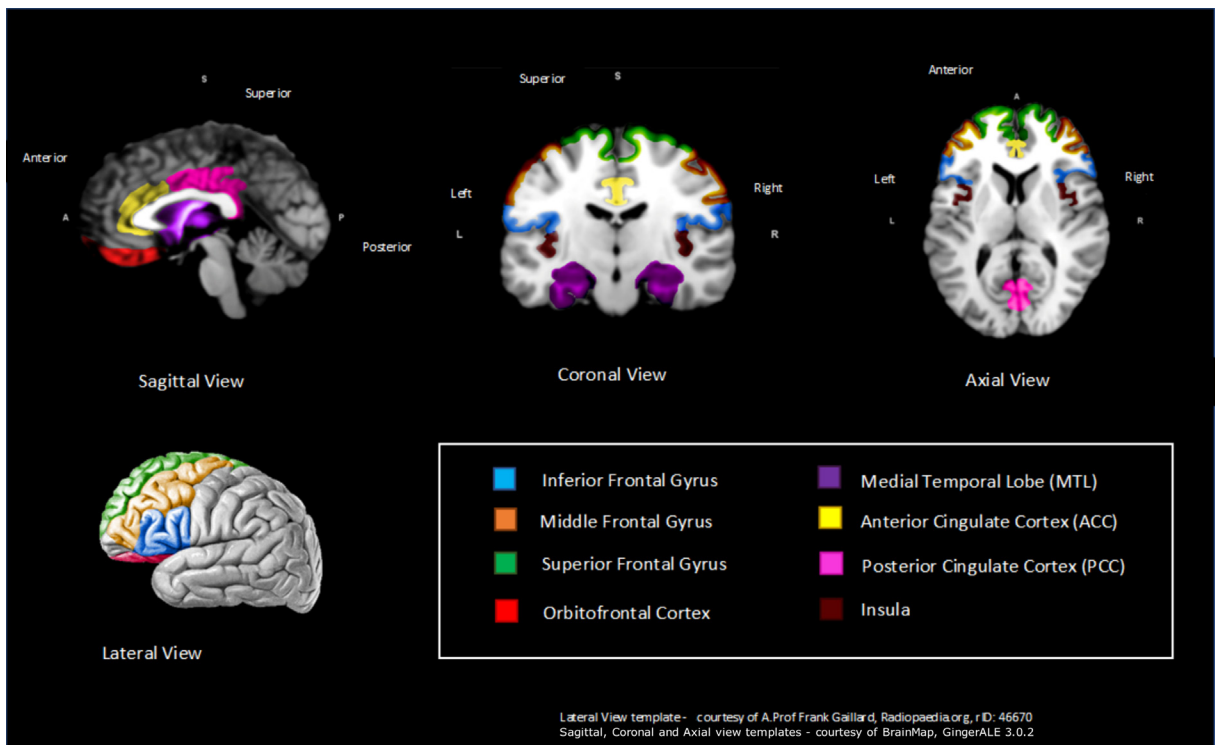 S
Superior
Anterior
A
P
Posterior
Sagittal View
Superior
S
Left
Right
L
R
Coronal View
Anterior
A
Left
Right
L
R
Axial View
Lateral View
Inferior Frontal Gyrus
Middle Frontal Gyrus
Superior Frontal Gyrus
Orbitofrontal Cortex
Medial Temporal Lobe (MTL)
Anterior Cingulate Cortex (ACC)
Posterior Cingulate Cortex (PCC)
Insula
Lateral View template - courtesy of A.Prof Frank Gaillard, Radiopaedia.org, rID: 46670
Sagittal, Coronal and Axial view templates - courtesy of BrainMap, GingerALE 3.0.2